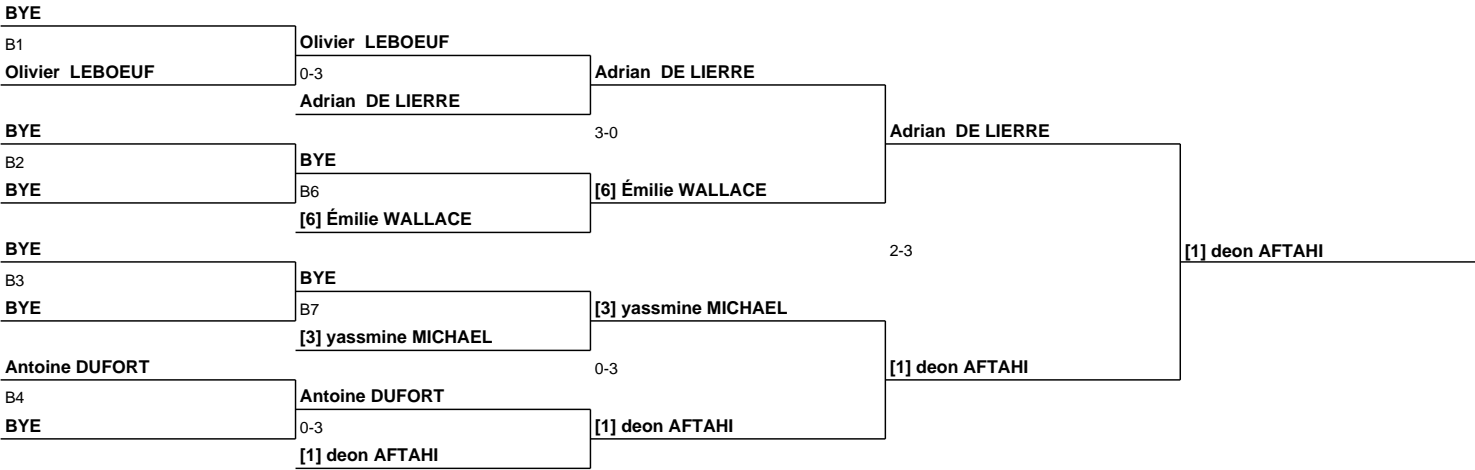 BYE
B1
Olivier LEBOEUF
Olivier LEBOEUF
0-3
Adrian DE LIERRE
Adrian DE LIERRE
BYE
B2
BYE
BYE
B6
[6] Émilie WALLACE
3-0
[6] Émilie WALLACE
Adrian DE LIERRE
BYE
B3
BYE
BYE
B7
[3] yassmine MICHAEL
[3] yassmine MICHAEL
2-3
[1] deon AFTAHI
Antoine DUFORT
B4
BYE
Antoine DUFORT
0-3
[1] deon AFTAHI
0-3
[1] deon AFTAHI
[1] deon AFTAHI